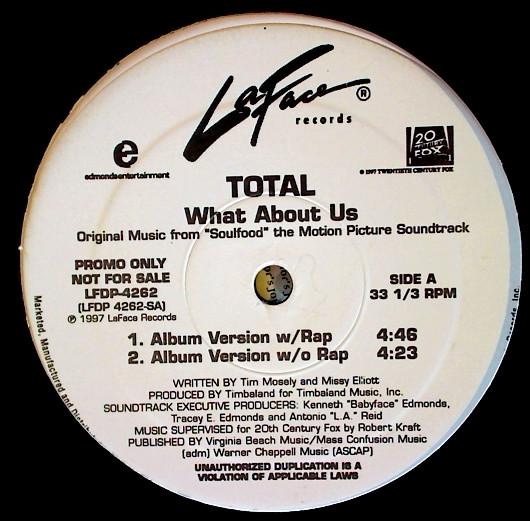 LaFace ®
records
e
edmondsentertainment
20
CENTURY
FOX
© 1997 TWENTIETH CENTURY FOX
TOTAL
What About Us
Original Music from "Soulfood" the Motion Picture Soundtrack
PROMO ONLY
NOT FOR SALE
LFDP-4262
(LFDP 4262-SA)
℗ 1997 LaFace Records
SIDE A
33 1/3 RPM
1. Album Version w/Rap 4:46
2. Album Version w/o Rap 4:23
WRITTEN BY Tim Mosely and Missy Elliott
PRODUCED BY Timbaland for Timbaland Music, Inc.
SOUNDTRACK EXECUTIVE PRODUCERS: Kenneth "Babyface" Edmonds,
Tracey E. Edmonds and Antonio "L.A." Reid
MUSIC SUPERVISED for 20th Century Fox by Robert Kraft
PUBLISHED BY Virginia Beach Music/Mass Confusion Music
(adm) Warner Chappell Music (ASCAP)
UNAUTHORIZED DUPLICATION IS A
VIOLATION OF APPLICABLE LAWS
Marketed, Manufactured and
Records, Inc.